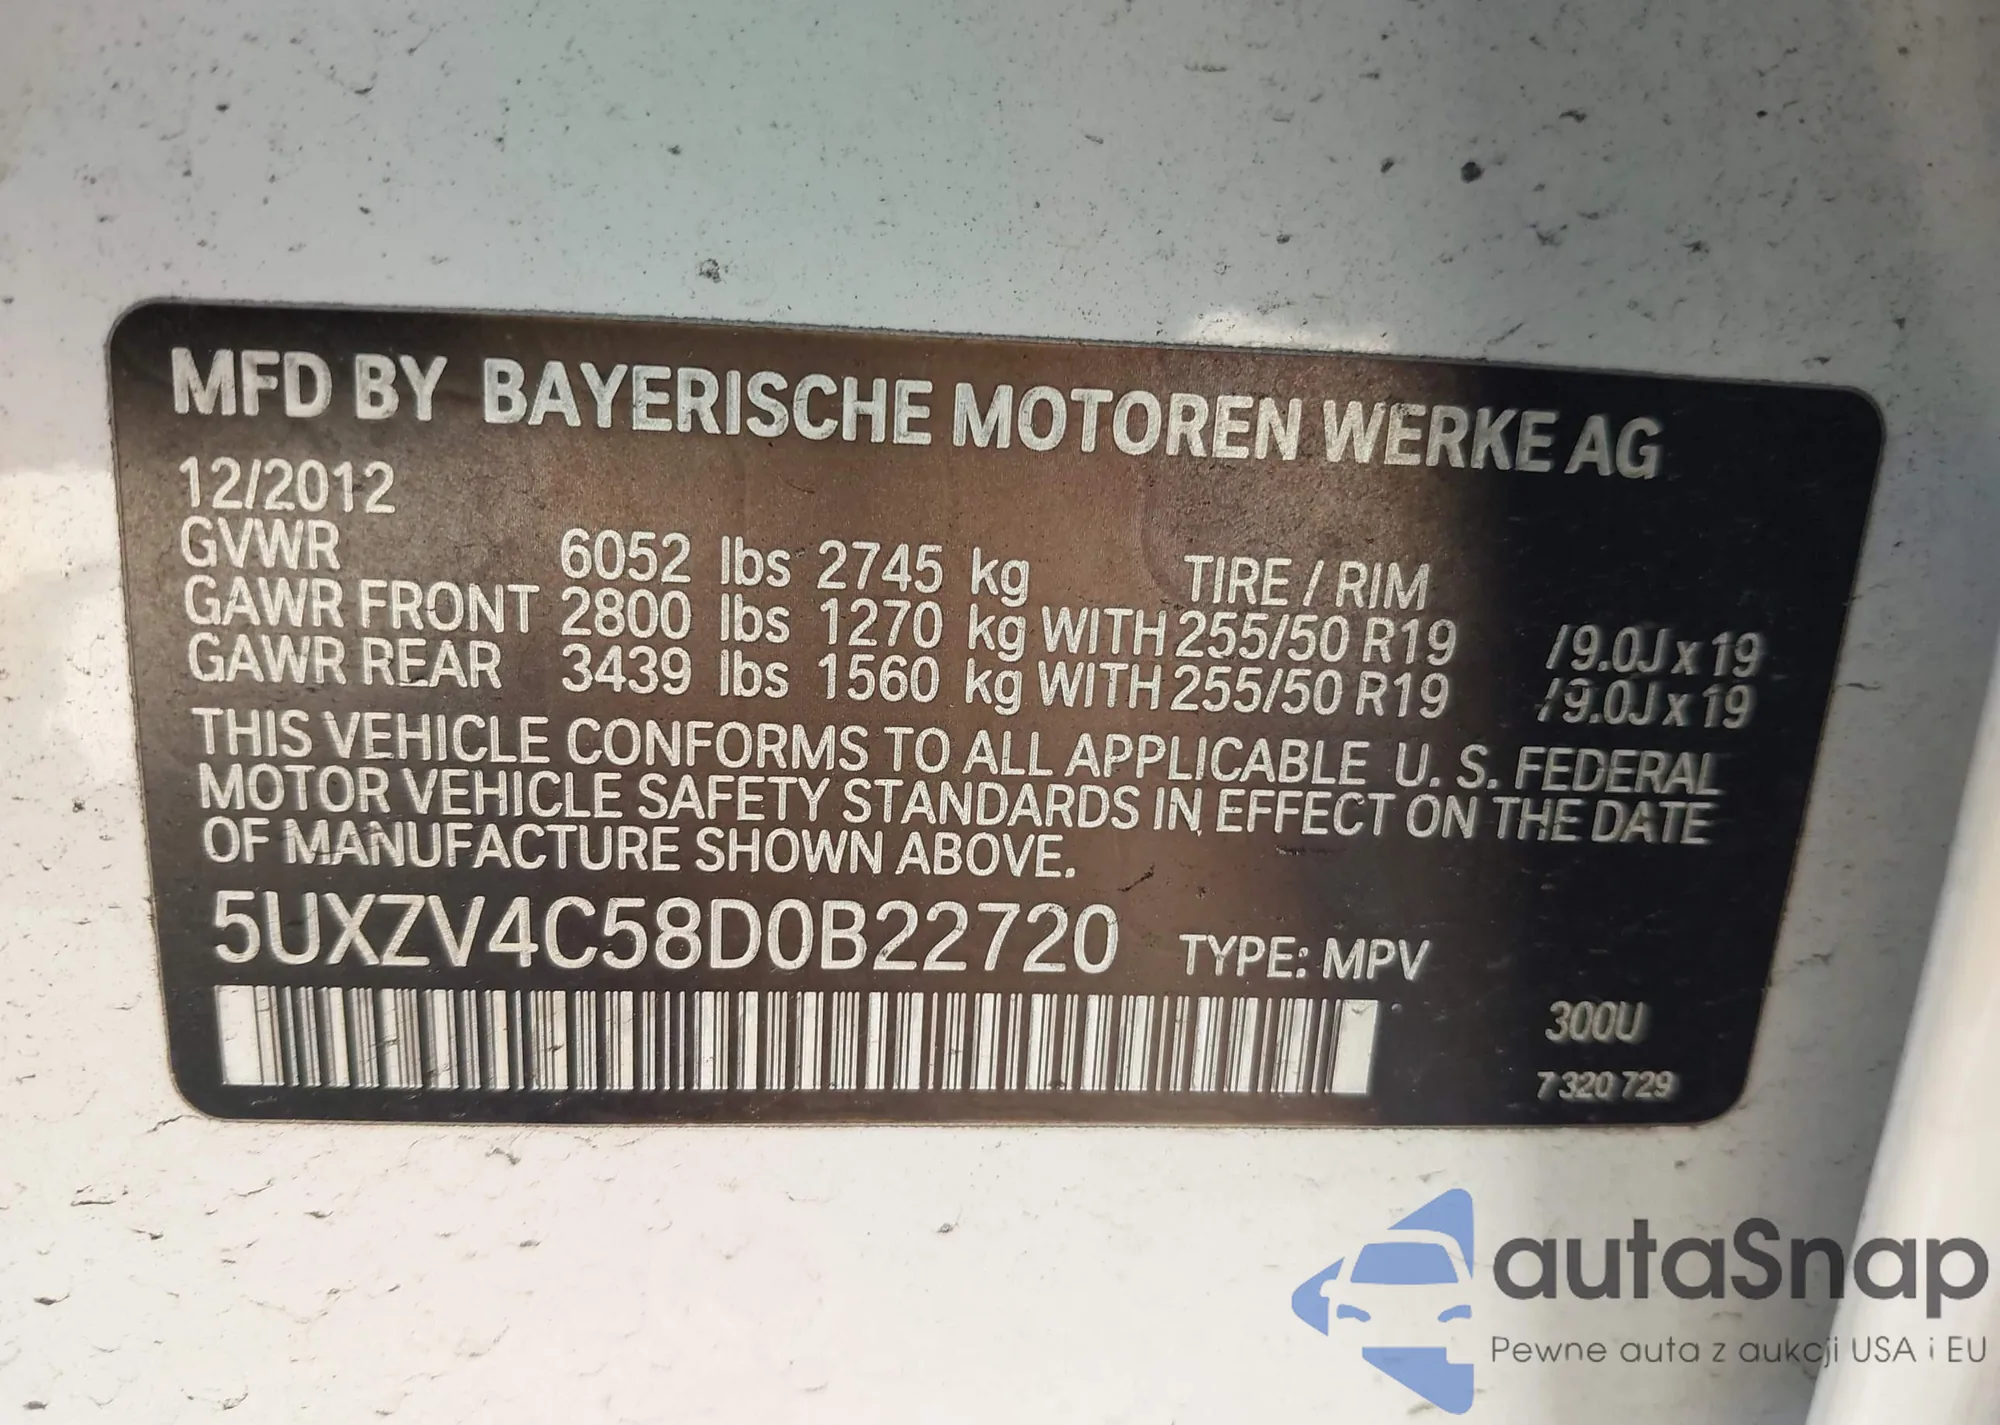 MFD BY BAYERISCHE MOTOREN WERKE AG
12/2012
GVWR 6052 lbs 2745 kg TIRE / RIM
GAWR FRONT 2800 lbs 1270 kg WITH 255/50 R19 /9.0J x 19
GAWR REAR 3439 lbs 1560 kg WITH 255/50 R19 /9.0J x 19
THIS VEHICLE CONFORMS TO ALL APPLICABLE U. S. FEDERAL
MOTOR VEHICLE SAFETY STANDARDS IN EFFECT ON THE DATE
OF MANUFACTURE SHOWN ABOVE.
5UXZV4C58D0B22720 TYPE: MPV
300U
7 320 729
autaSnap
Pewne auta z aukcji USA i EU